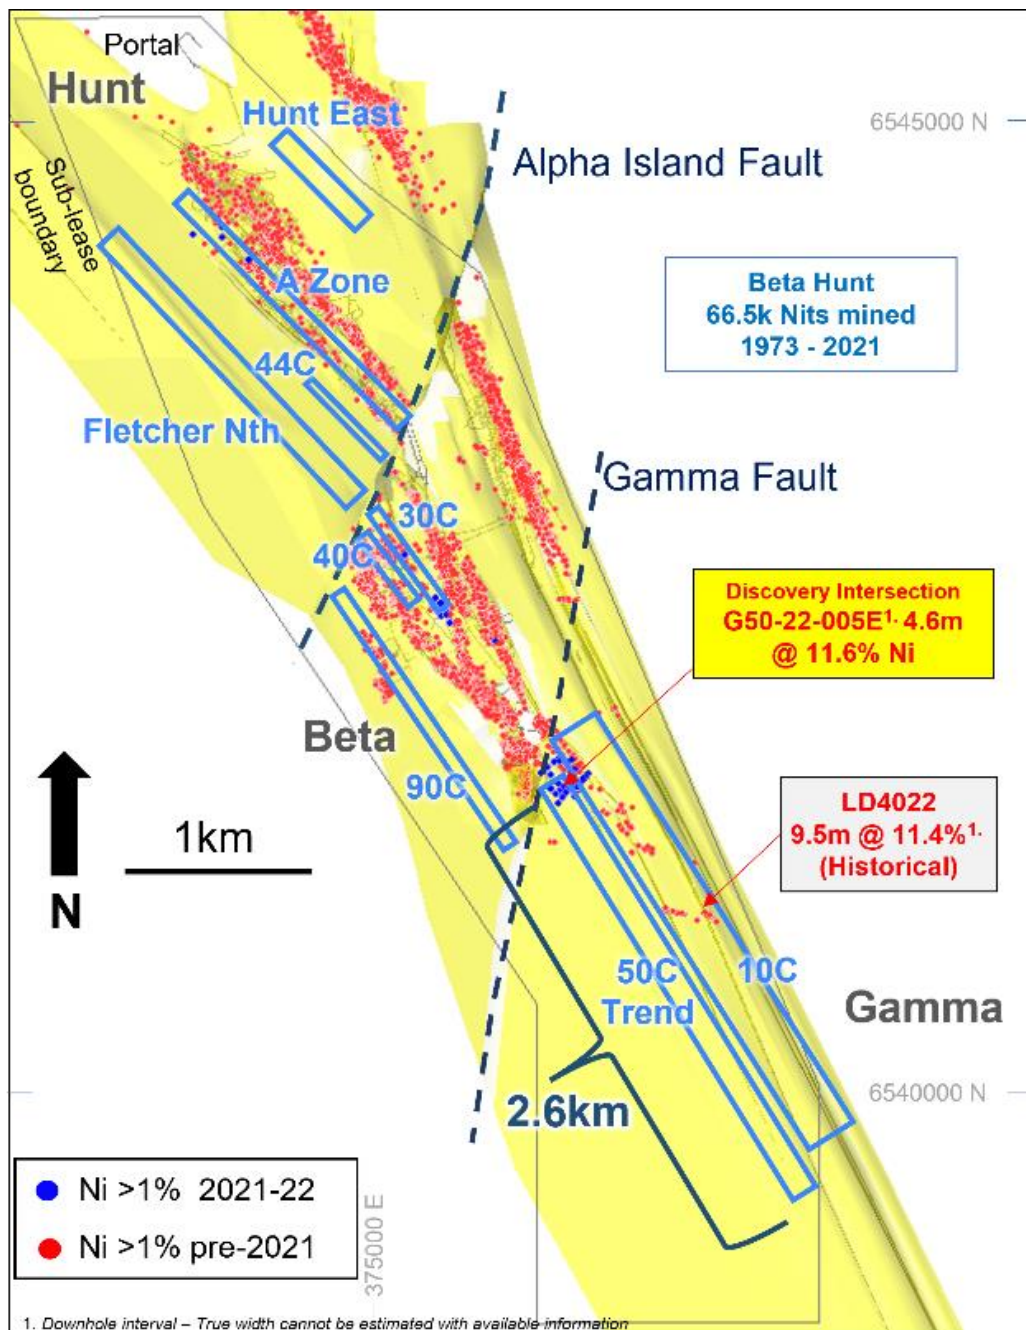 Portal
Hunt
Hunt East
6545000 N
Alpha Island Fault
Sub-lease
boundary
Beta Hunt
66.5k Nits mined
1973 - 2021
A Zone
44C
Fletcher Nth
Gamma Fault
30C
40C
Discovery Intersection
G50-22-005E1. 4.6m
@ 11.6% Ni
Beta
90C
1km
N
LD4022
9.5m @ 11.4%1.
(Historical)
50C
Trend
10C
Gamma
6540000 N
2.6km
Ni >1% 2021-22
Ni >1% pre-2021
375000 E
1. Downhole interval – True width cannot be estimated with available information